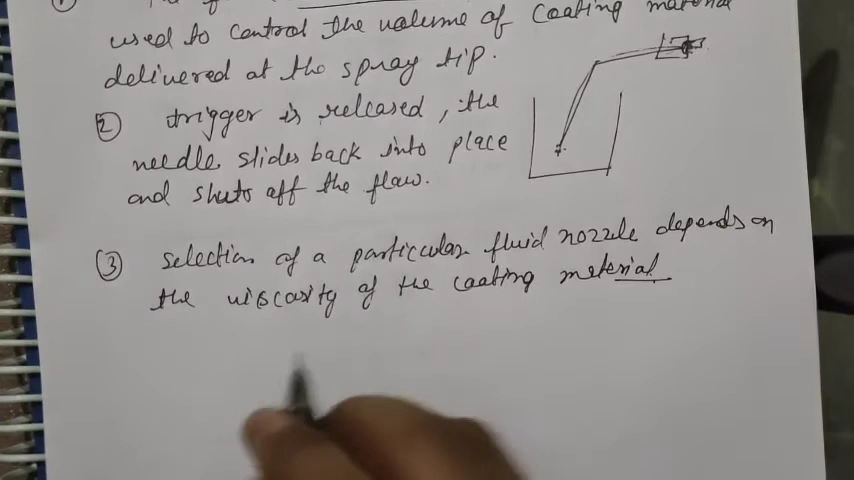 used to control the volume of coating material
delivered at the spray tip.
② trigger is released, the
needle slides back into place
and shuts off the flow.
③ selection of a particular fluid nozzle depends on
the viscosity of the coating material